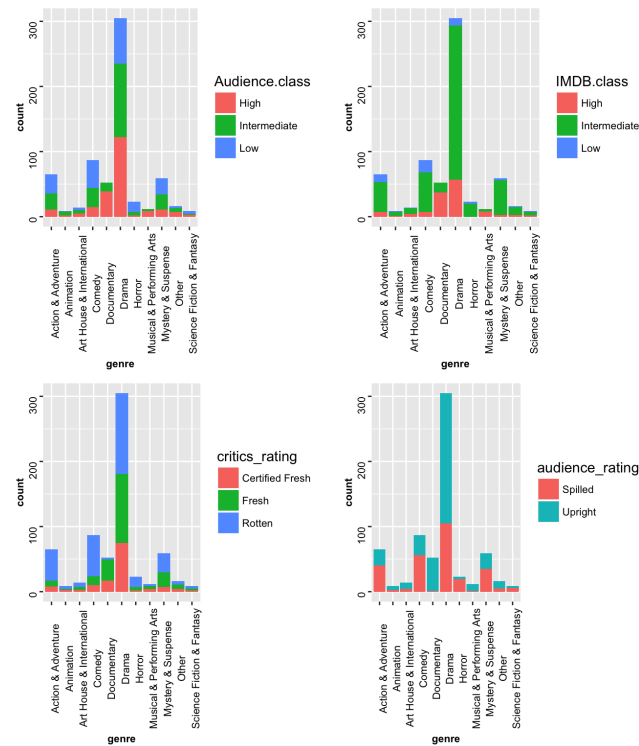 count
0
100
200
300
Action & Adventure
Animation
Art House & International
Comedy
Documentary
Drama
Horror
Musical & Performing Arts
Mystery & Suspense
Other
Science Fiction & Fantasy
genre
Audience.class
High
Intermediate
Low
count
0
100
200
300
Action & Adventure
Animation
Art House & International
Comedy
Documentary
Drama
Horror
Musical & Performing Arts
Mystery & Suspense
Other
Science Fiction & Fantasy
genre
IMDB.class
High
Intermediate
Low
count
0
100
200
300
Action & Adventure
Animation
Art House & International
Comedy
Documentary
Drama
Horror
Musical & Performing Arts
Mystery & Suspense
Other
Science Fiction & Fantasy
genre
critics_rating
Certified Fresh
Fresh
Rotten
count
0
100
200
300
Action & Adventure
Animation
Art House & International
Comedy
Documentary
Drama
Horror
Musical & Performing Arts
Mystery & Suspense
Other
Science Fiction & Fantasy
genre
audience_rating
Spilled
Upright